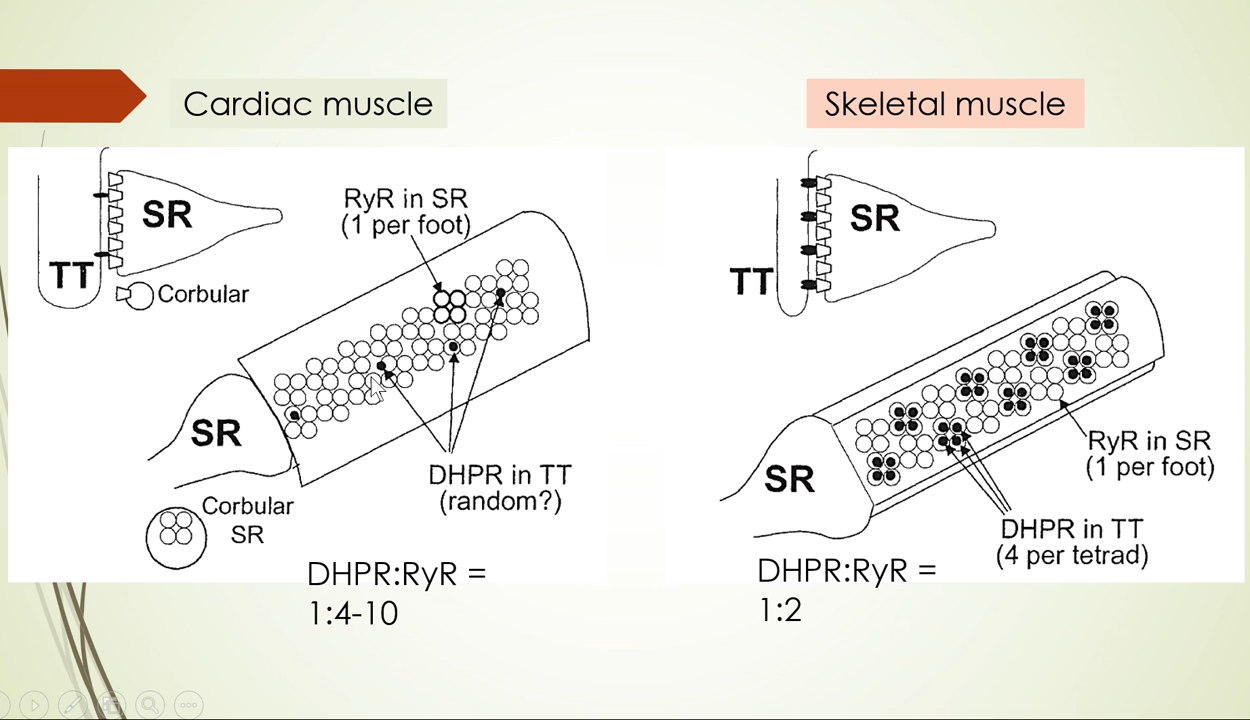 Cardiac muscle
SR
TT
Corbular
RyR in SR
(1 per foot)
SR
DHPR in TT
(random?)
Corbular
SR
DHPR:RyR =
1:4-10
Skeletal muscle
SR
TT
SR
RyR in SR
(1 per foot)
DHPR in TT
(4 per tetrad)
DHPR:RyR =
1:2